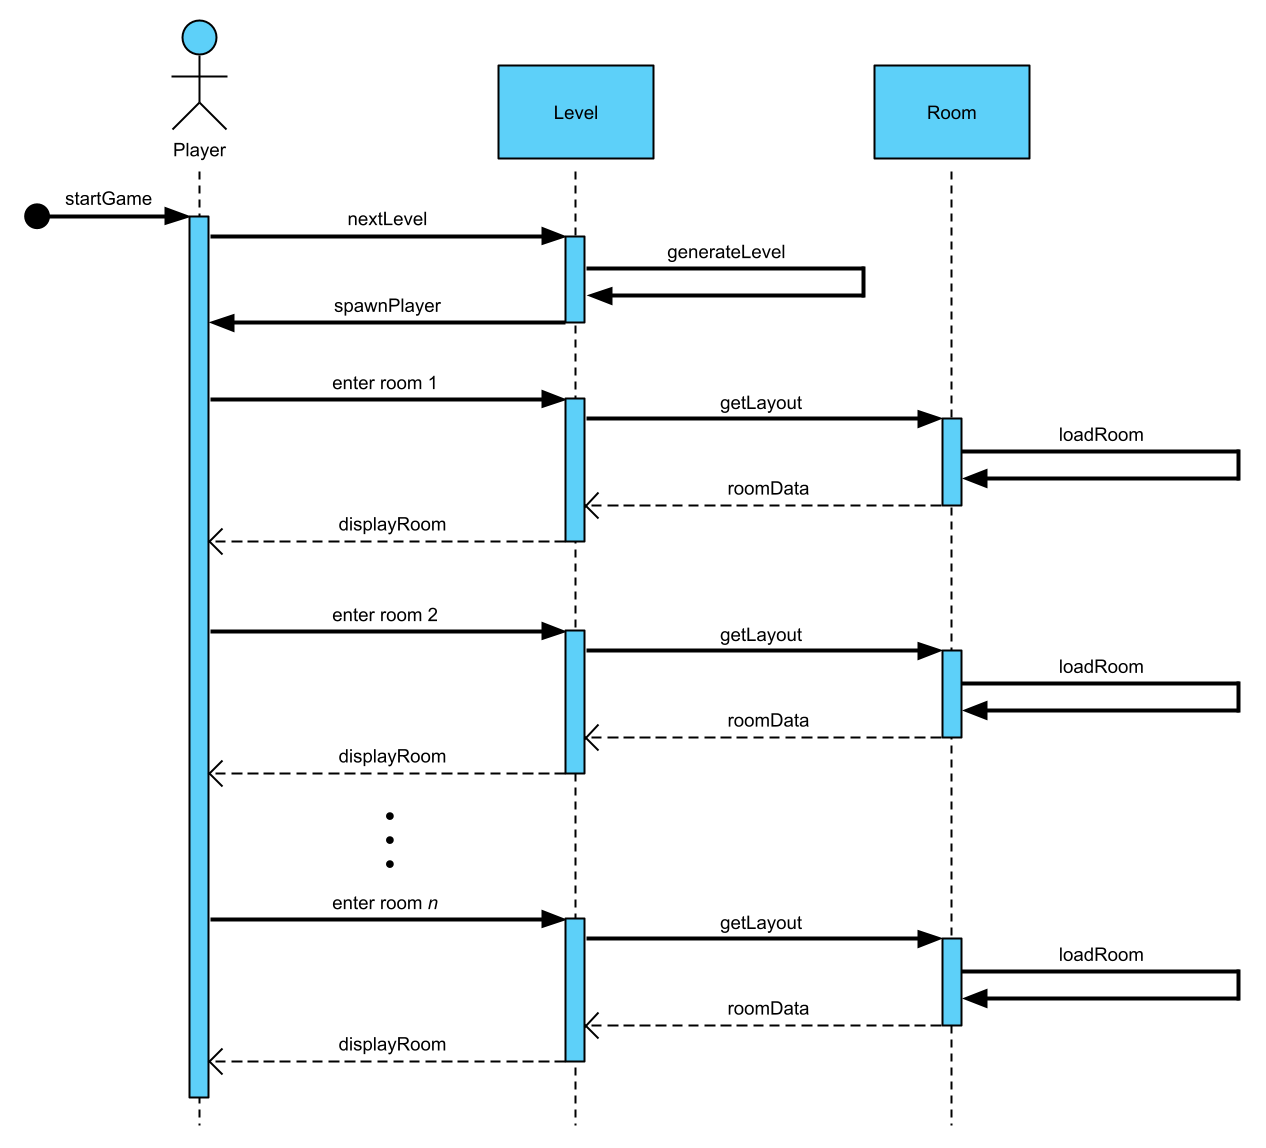 Player
Level
Room
startGame
nextLevel
generateLevel
spawnPlayer
enter room 1
getLayout
loadRoom
roomData
displayRoom
enter room 2
getLayout
loadRoom
roomData
displayRoom
enter room n
getLayout
loadRoom
roomData
displayRoom